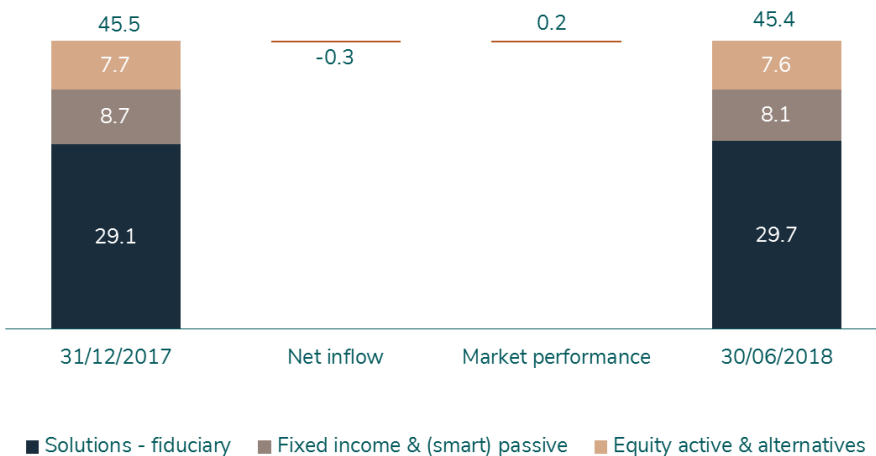 45.5
0.2
45.4
-0.3
7.7
7.6
8.7
8.1
29.1
29.7
31/12/2017
Net inflow
Market performance
30/06/2018
Solutions - fiduciary
Fixed income & (smart) passive
Equity active & alternatives